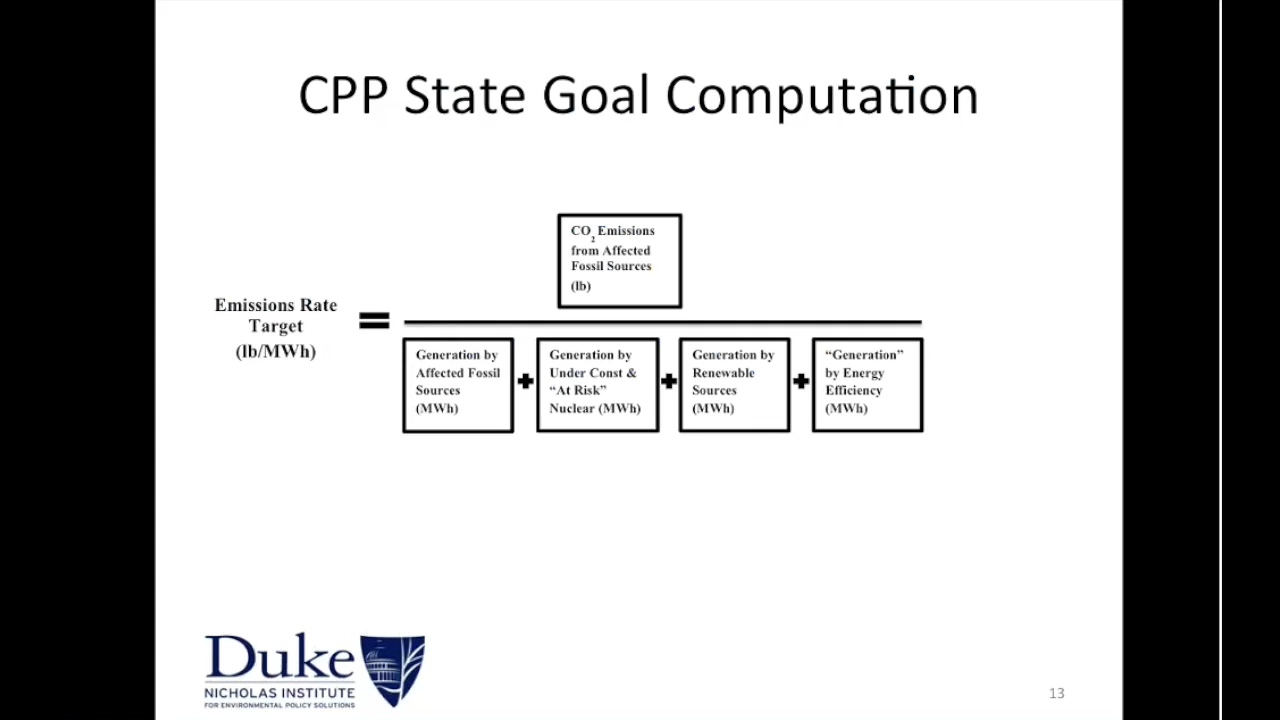 CPP State Goal Computation
CO2 Emissions
from Affected
Fossil Sources
(lb)
Emissions Rate
Target
(lb/MWh)
=
Generation by
Affected Fossil
Sources
(MWh)
+
Generation by
Under Const &
“At Risk”
Nuclear (MWh)
+
Generation by
Renewable
Sources
(MWh)
+
“Generation”
by Energy
Efficiency
(MWh)
Duke
NICHOLAS INSTITUTE
FOR ENVIRONMENTAL POLICY SOLUTIONS
13